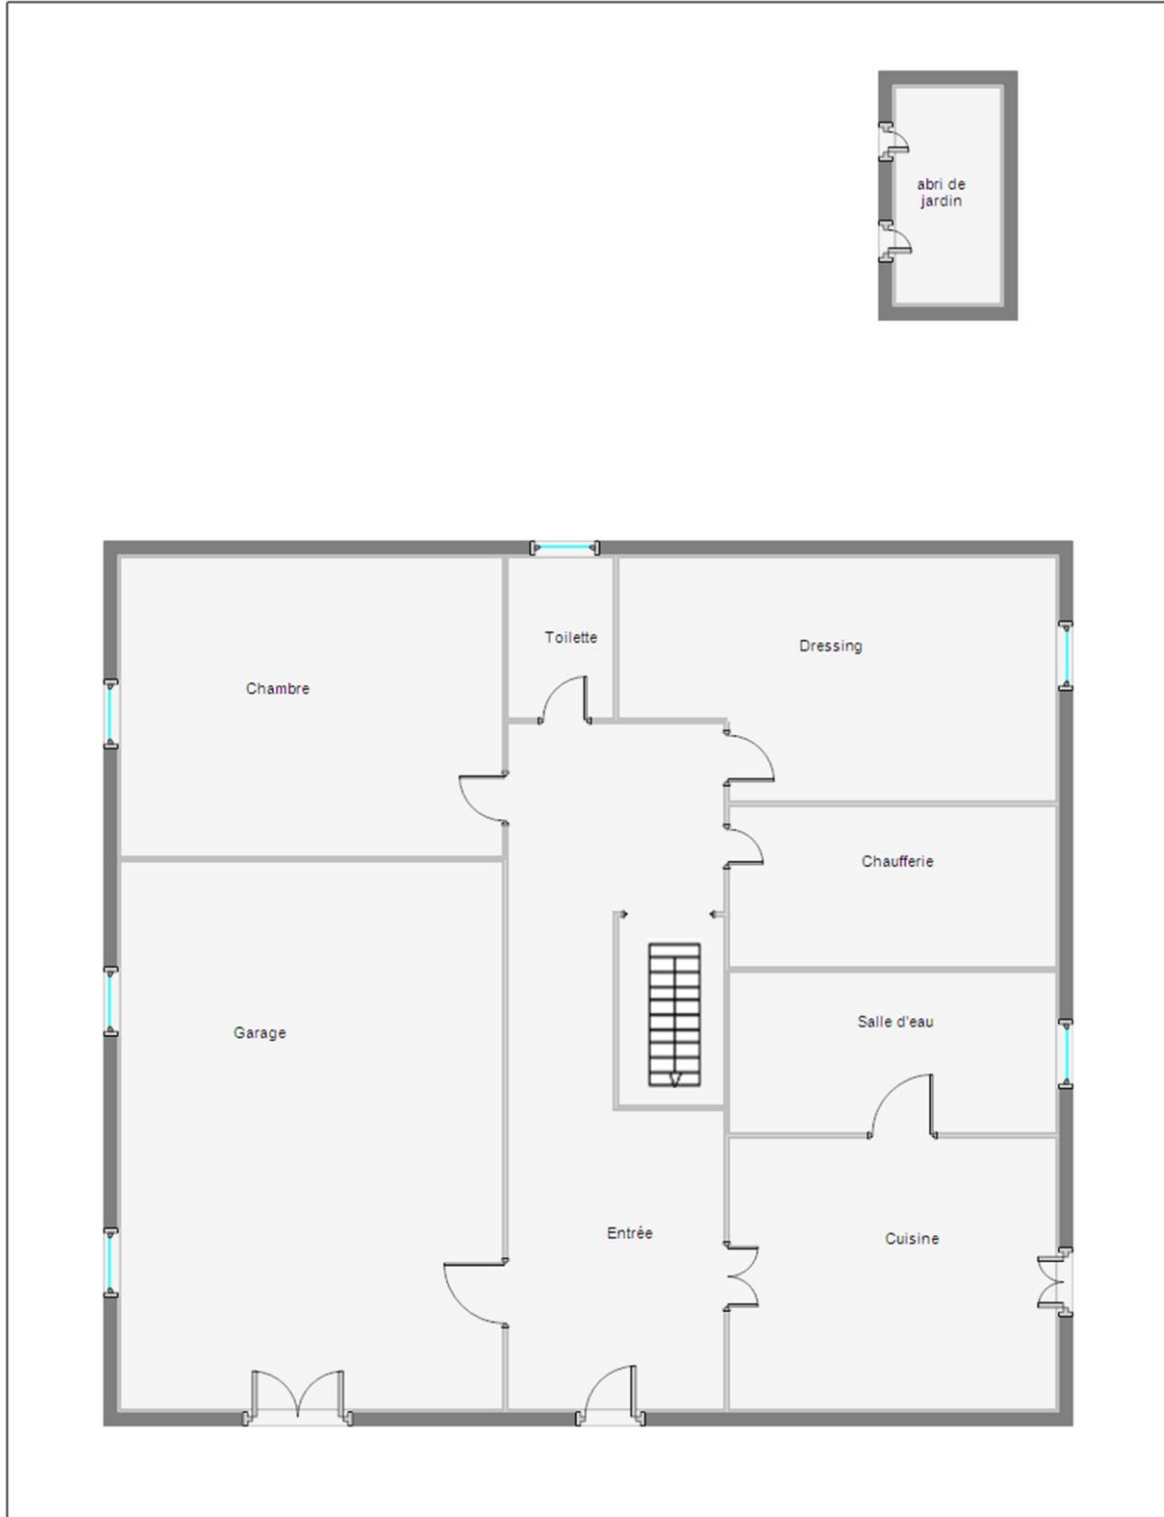 abri de
jardin
Toilette
Dressing
Chambre
Chaufferie
Salle d'eau
Garage
Entrée
Cuisine